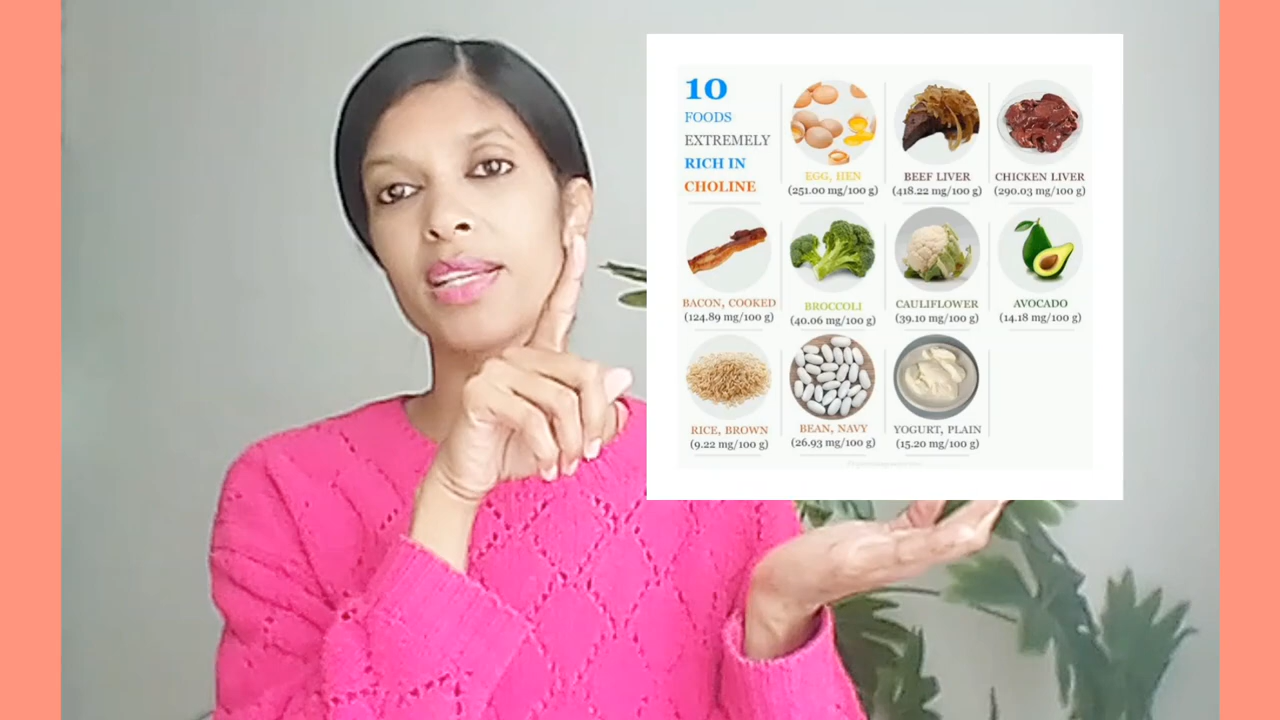 10
FOODS
EXTREMELY
RICH IN
CHOLINE
EGG, HEN
(251.00 mg/100 g)
BEEF LIVER
(418.22 mg/100 g)
CHICKEN LIVER
(290.03 mg/100 g)
BACON, COOKED
(124.89 mg/100 g)
BROCCOLI
(40.06 mg/100 g)
CAULIFLOWER
(39.10 mg/100 g)
AVOCADO
(14.18 mg/100 g)
RICE, BROWN
(9.22 mg/100 g)
BEAN, NAVY
(26.93 mg/100 g)
YOGURT, PLAIN
(15.20 mg/100 g)